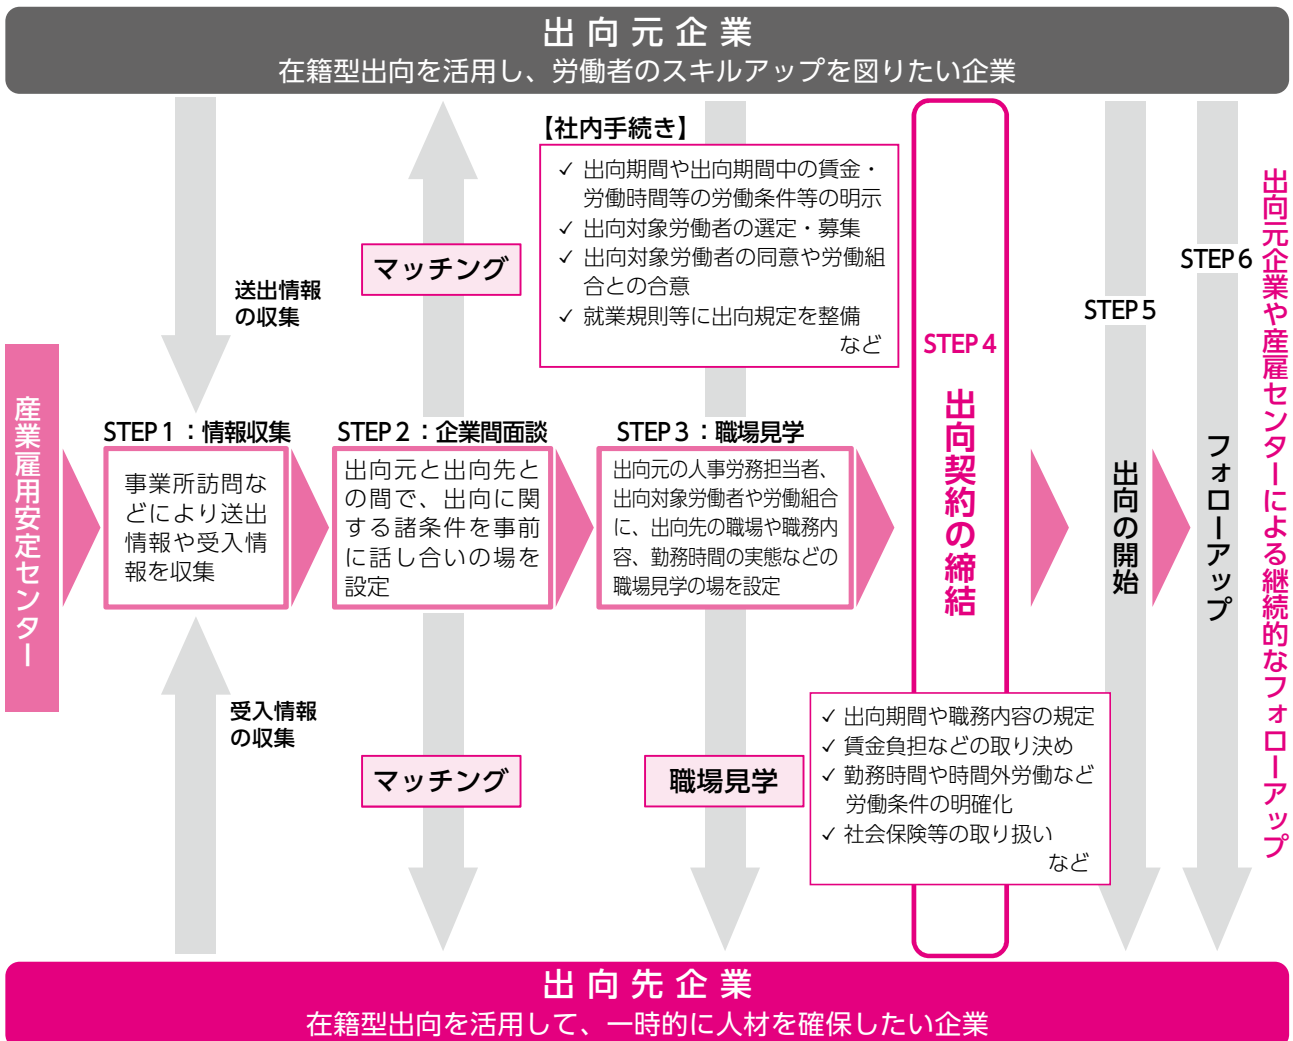 出向元企業
在籍型出向を活用し、労働者のスキルアップを図りたい企業
【社内手続き】
✓ 出向期間や出向期間中の賃金・
労働時間等の労働条件等の明示
✓ 出向対象労働者の選定・募集
✓ 出向対象労働者の同意や労働組
合との合意
✓ 就業規則等に出向規定を整備
など
マッチング
送出情報
の収集
産業雇用安定センター
STEP1：情報収集
事業所訪問な
どにより送出
情報や受入情
報を収集
STEP2：企業間面談
出向元と出向先と
の間で、出向に関
する諸条件を事前
に話し合いの場を
設定
STEP3：職場見学
出向元の人事労務担当者、
出向対象労働者や労働組合
に、出向先の職場や職務内
容、勤務時間の実態などの
職場見学の場を設定
STEP4
出向契約の締結
STEP5
出向の開始
STEP6
フォローアップ
出向元企業や産雇センターによる継続的なフォローアップ
受入情報
の収集
マッチング
職場見学
✓ 出向期間や職務内容の規定
✓ 賃金負担などの取り決め
✓ 勤務時間や時間外労働など
労働条件の明確化
✓ 社会保険等の取り扱い
など
出向先企業
在籍型出向を活用して、一時的に人材を確保したい企業